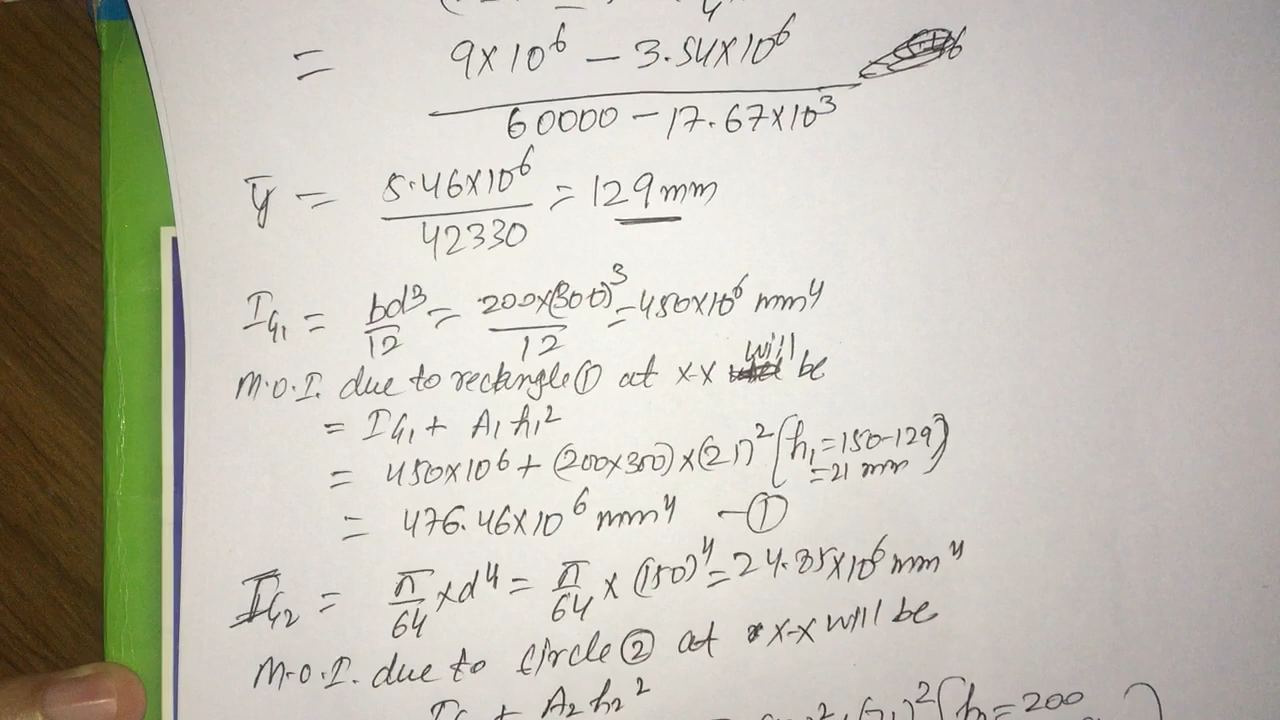 = 9×10⁶ − 3.54×10⁶
60000 − 17.67×10³
ȳ = 5.46×10⁶ / 42330 = 129mm
I_G₁ = bd³/12 = 200×(300)³/12 = 450×10⁶ mm⁴
M.O.I. due to rectangle ① at x-x will be
= I_G₁ + A₁h₁²
= 450×10⁶ + (200×300)×(21)² (h₁=150-129)
=21 mm
= 476.46×10⁶ mm⁴ —①
I_G₂ = π/64 × d⁴ = π/64 × (150)⁴ = 24.85×10⁶ mm⁴
M.O.I. due to circle ② at x-x will be
A₂h₂²
=200